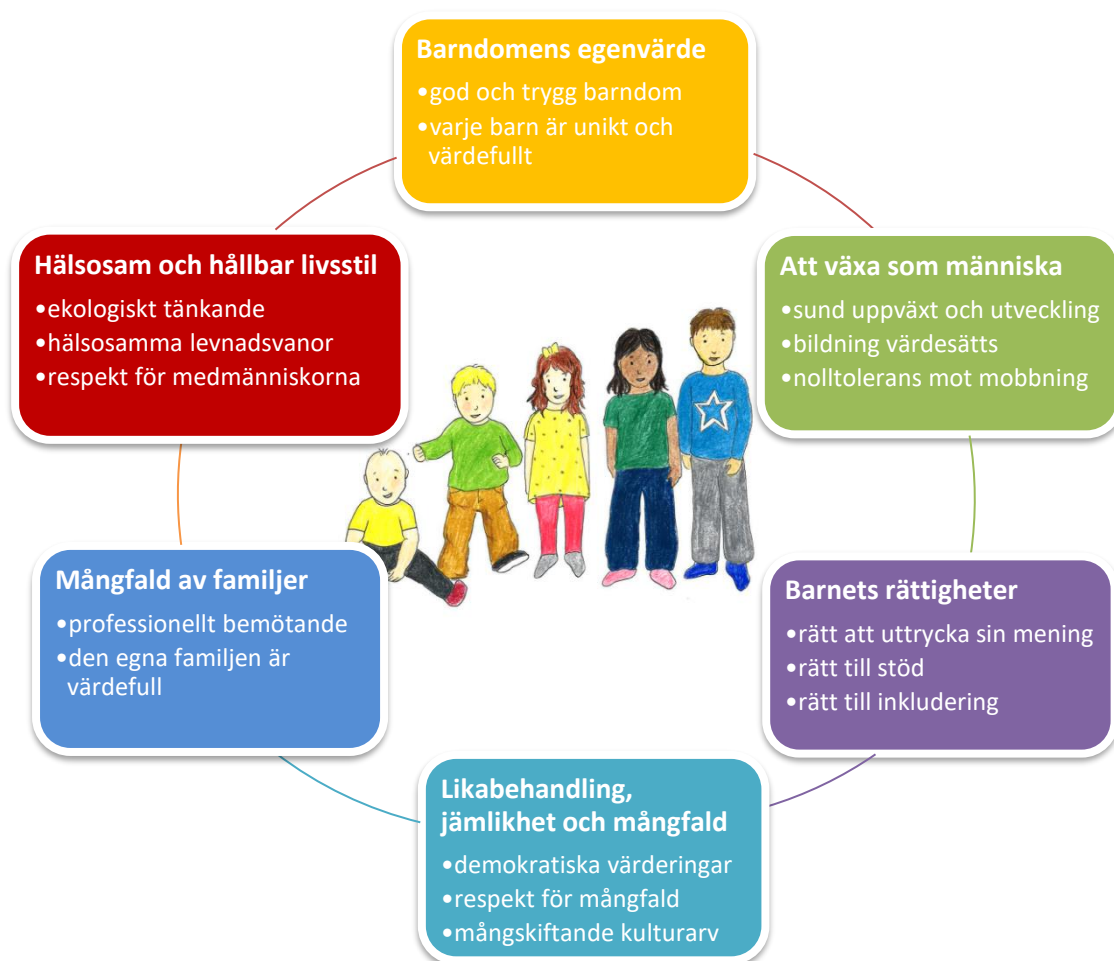 Barndomens egenvärde
•god och trygg barndom
•varje barn är unikt och
värdefullt
Att växa som människa
•sund uppväxt och utveckling
•bildning värdesätts
•nolltolerans mot mobbning
Barnets rättigheter
•rätt att uttrycka sin mening
•rätt till stöd
•rätt till inkludering
Likabehandling,
jämlikhet och mångfald
•demokratiska värderingar
•respekt för mångfald
•mångskiftande kulturarv
Mångfald av familjer
•professionellt bemötande
•den egna familjen är
värdefull
Hälsosam och hållbar livsstil
•ekologiskt tänkande
•hälsosamma levnadsvanor
•respekt för medmänniskorna